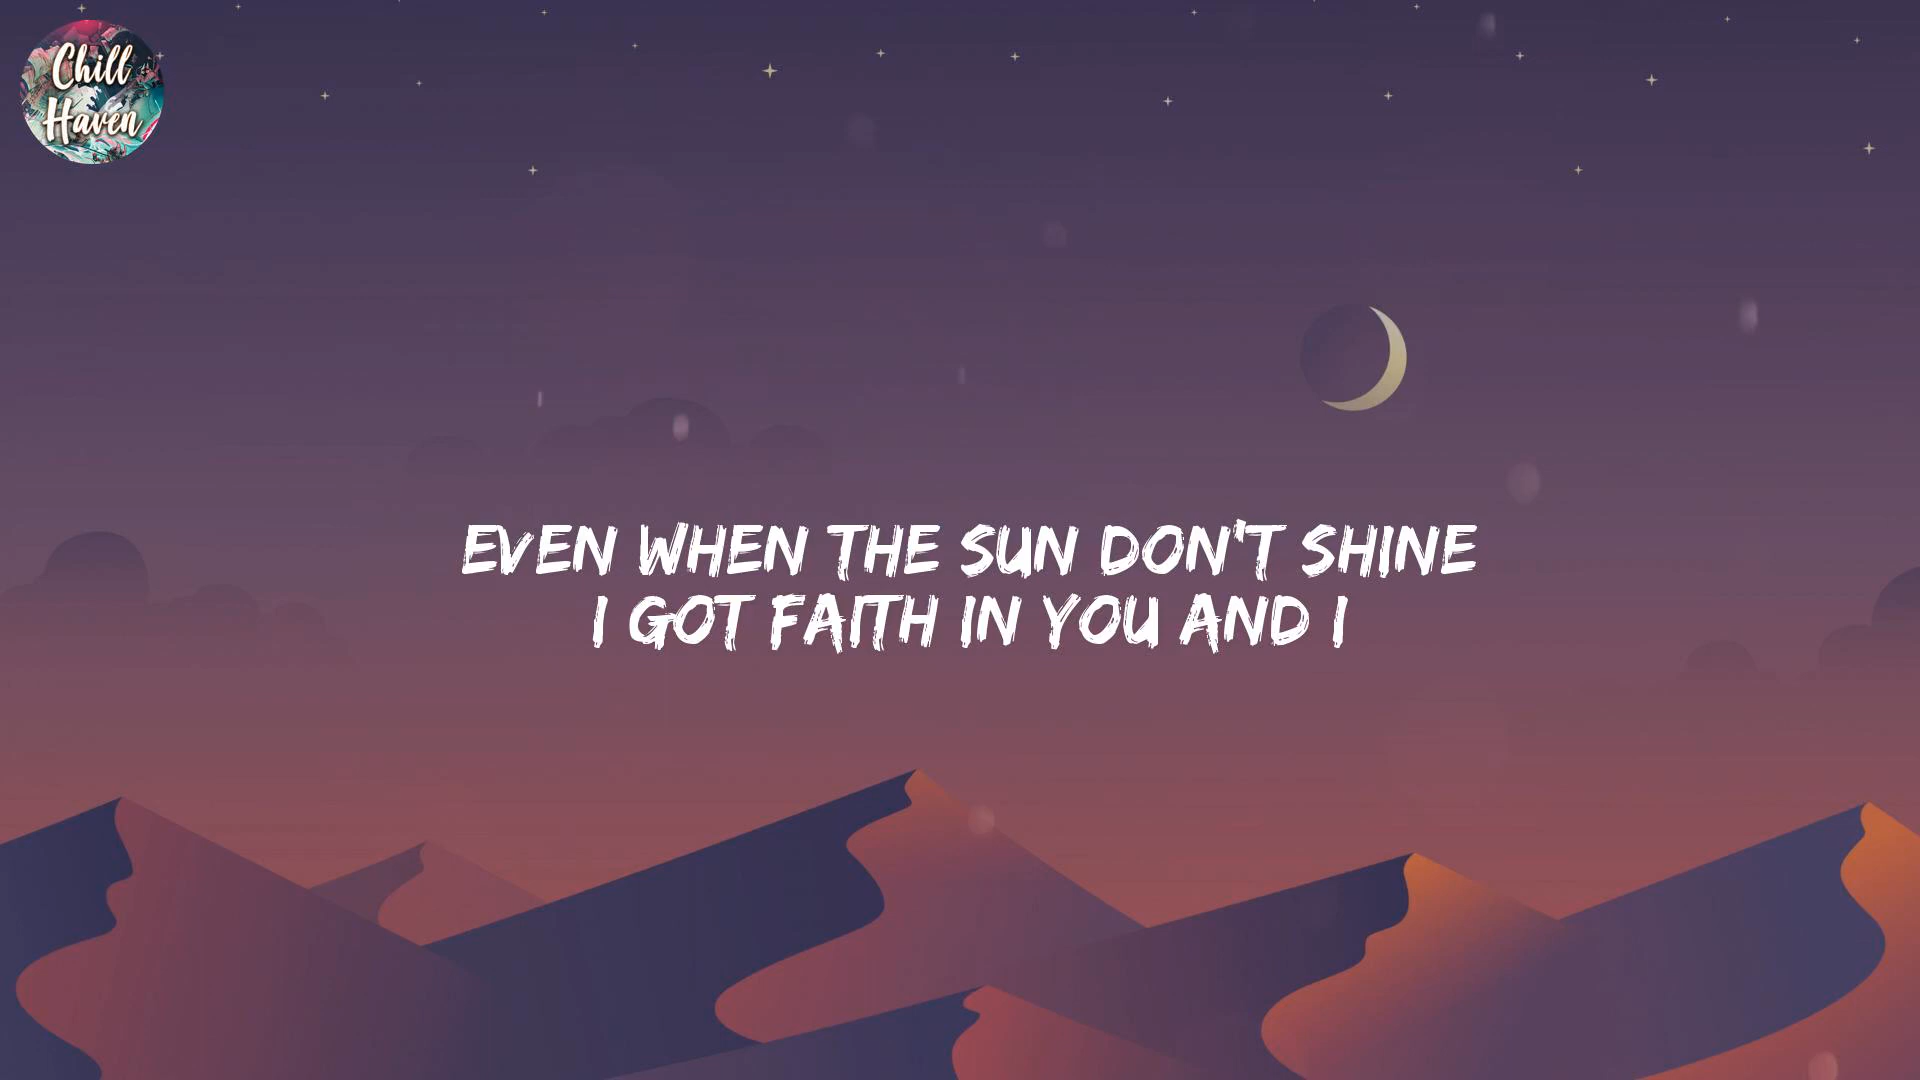 Chill
Haven
EVEN WHEN THE SUN DON'T SHINE
I GOT FAITH IN YOU AND I